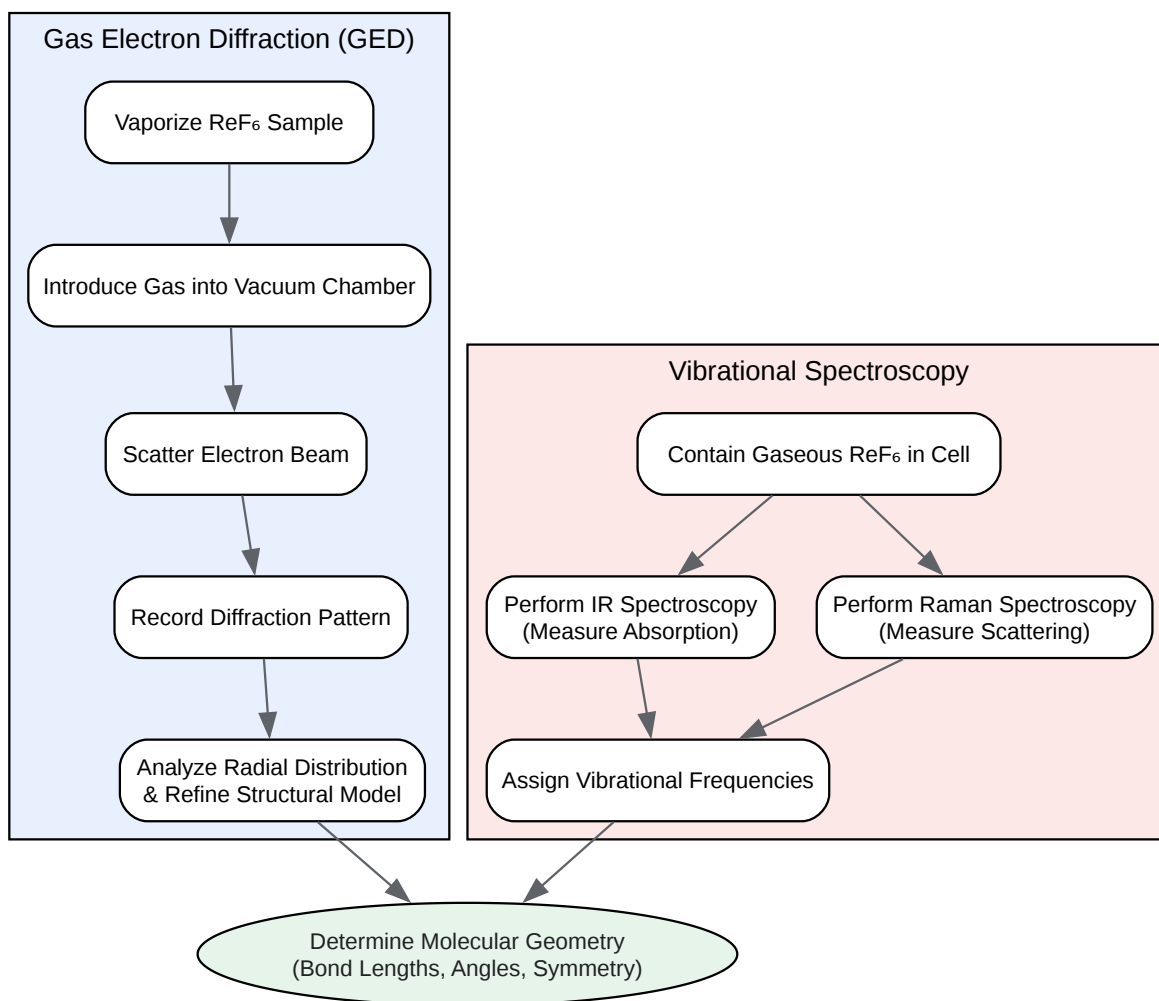 Gas Electron Diffraction (GED)
Vaporize ReF₆ Sample
Introduce Gas into Vacuum Chamber
Scatter Electron Beam
Record Diffraction Pattern
Analyze Radial Distribution
& Refine Structural Model
Vibrational Spectroscopy
Contain Gaseous ReF₆ in Cell
Perform IR Spectroscopy
(Measure Absorption)
Perform Raman Spectroscopy
(Measure Scattering)
Assign Vibrational Frequencies
Determine Molecular Geometry
(Bond Lengths, Angles, Symmetry)